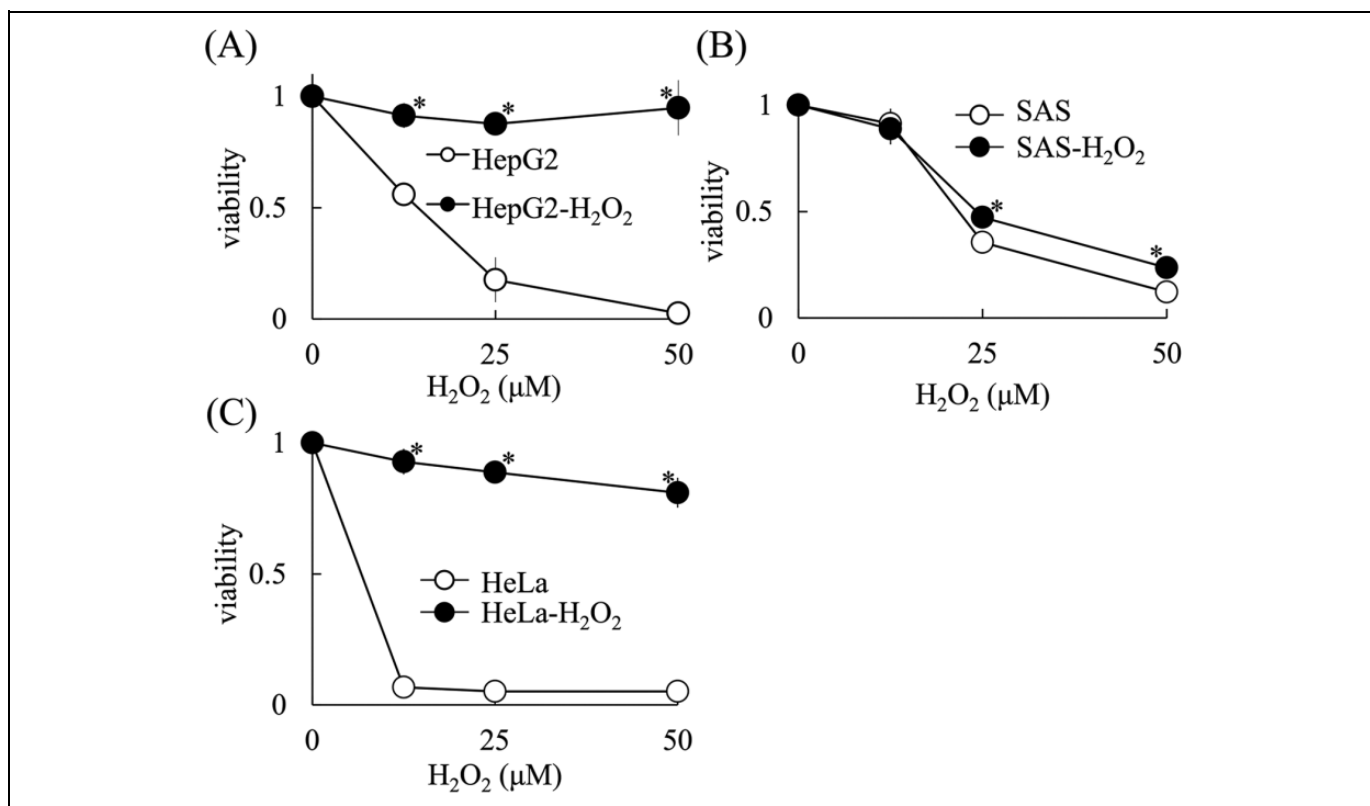 (A)
1
0.5
0
viability
* * *
HepG2
HepG2-H₂O₂
0 25 50
H₂O₂ (μM)
(B)
1
0.5
0
viability
SAS
SAS-H₂O₂
* *
0 25 50
H₂O₂ (μM)
(C)
1
0.5
0
viability
* * *
HeLa
HeLa-H₂O₂
0 25 50
H₂O₂ (μM)